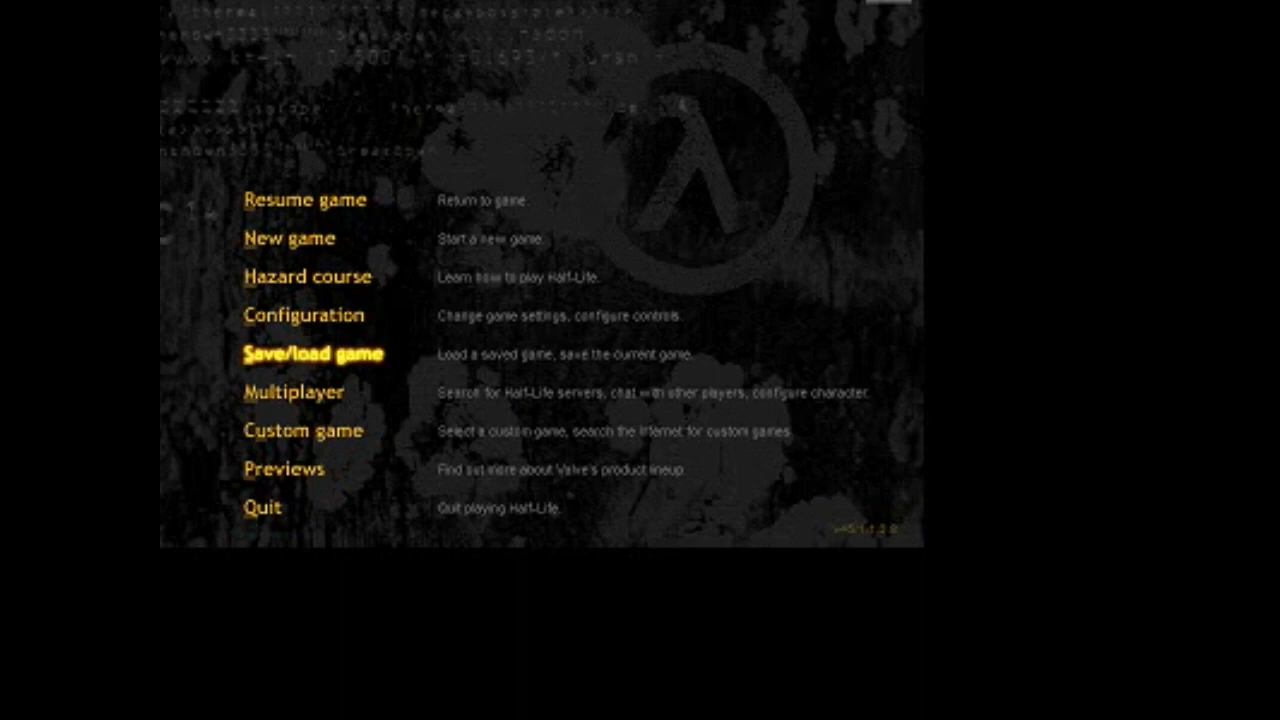 Resume game Return to game.
New game Start a new game.
Hazard course Learn how to play Half-Life.
Configuration Change game settings, configure controls.
Save/load game Load a saved game, save the current game.
Multiplayer Search for Half-Life servers, chat with other players, configure character.
Custom game Select a custom game, search the internet for custom games.
Previews Find out more about Valve's product lineup.
Quit Quit playing Half-Life.